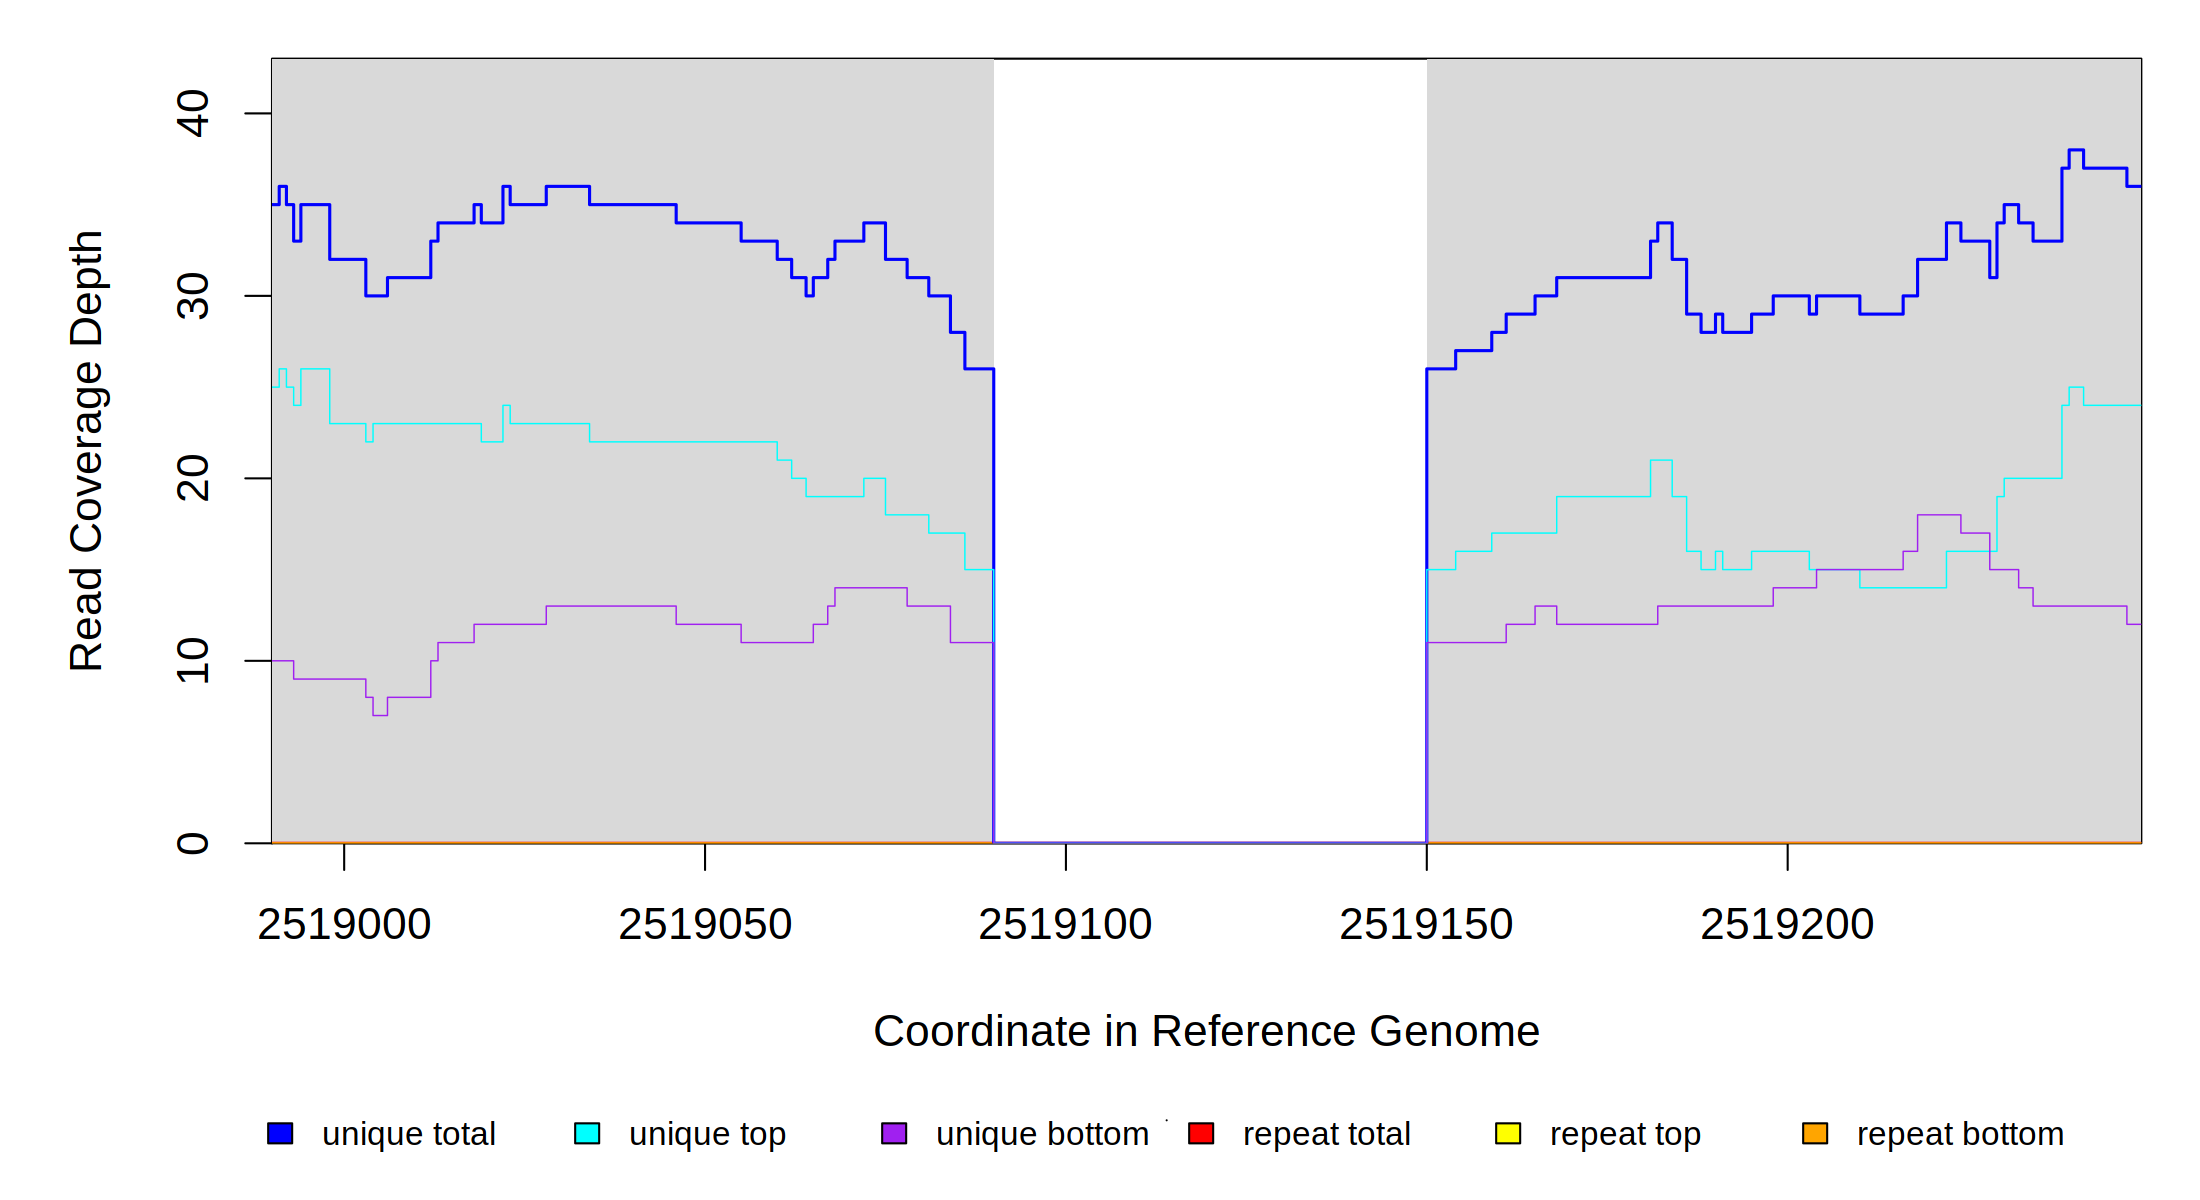 Read Coverage Depth
40
30
20
10
0
2519000 2519050 2519100 2519150 2519200
Coordinate in Reference Genome
unique total unique top unique bottom repeat total repeat top repeat bottom